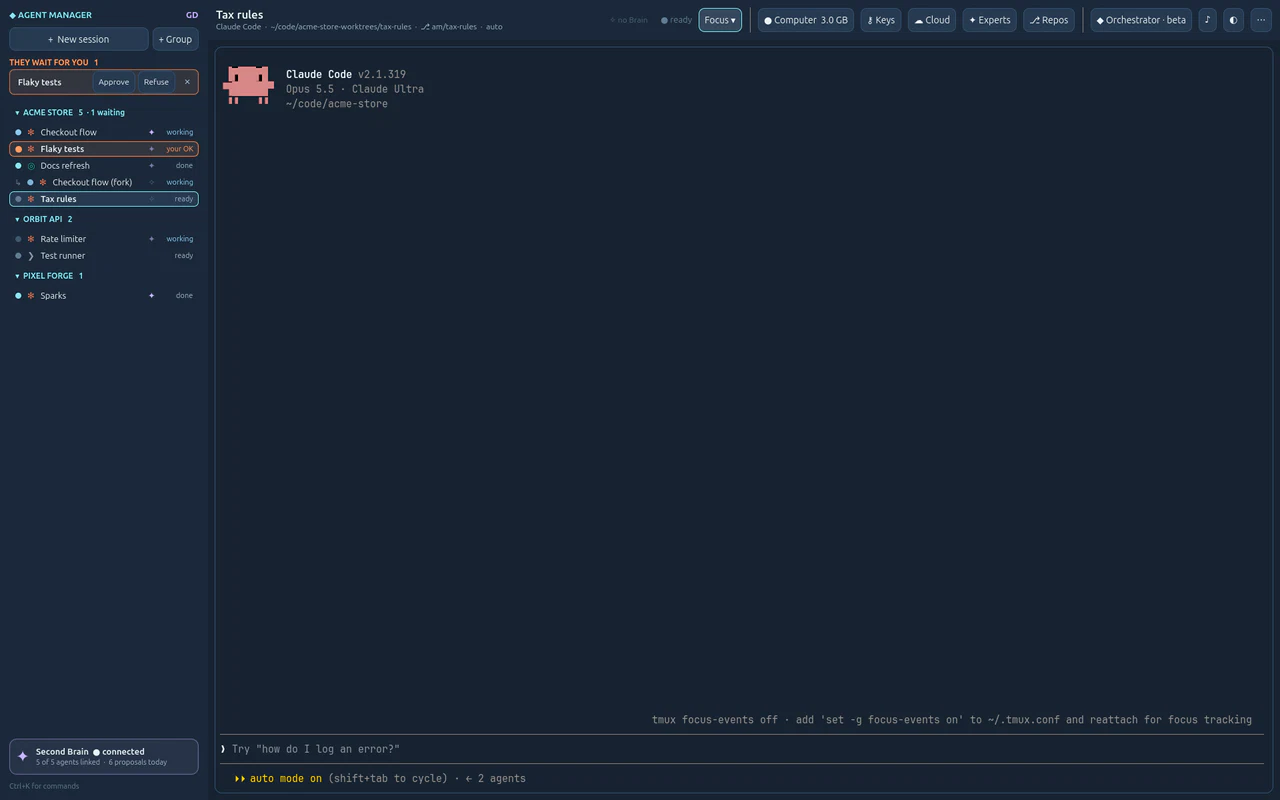 ◆ AGENT MANAGER GD
+ New session + Group
THEY WAIT FOR YOU 1
Flaky tests Approve Refuse ×
▾ ACME STORE 5 · 1 waiting
Checkout flow working
Flaky tests your OK
Docs refresh done
Checkout flow (fork) working
Tax rules ready
▾ ORBIT API 2
Rate limiter working
Test runner ready
▾ PIXEL FORGE 1
Sparks done
Second Brain ● connected
5 of 5 agents linked · 6 proposals today
Ctrl+K for commands
Tax rules
Claude Code · ~/code/acme-store-worktrees/tax-rules · ⎇ am/tax-rules · auto
no Brain ● ready Focus ▾ ● Computer 3.0 GB Keys ☁ Cloud ✦ Experts ⎇ Repos ◆ Orchestrator · beta ♪ ◐ ⋯
Claude Code v2.1.319
Opus 5.5 · Claude Ultra
~/code/acme-store
tmux focus-events off · add 'set -g focus-events on' to ~/.tmux.conf and reattach for focus tracking
❯ Try "how do I log an error?"
⏵⏵ auto mode on (shift+tab to cycle) · ← 2 agents